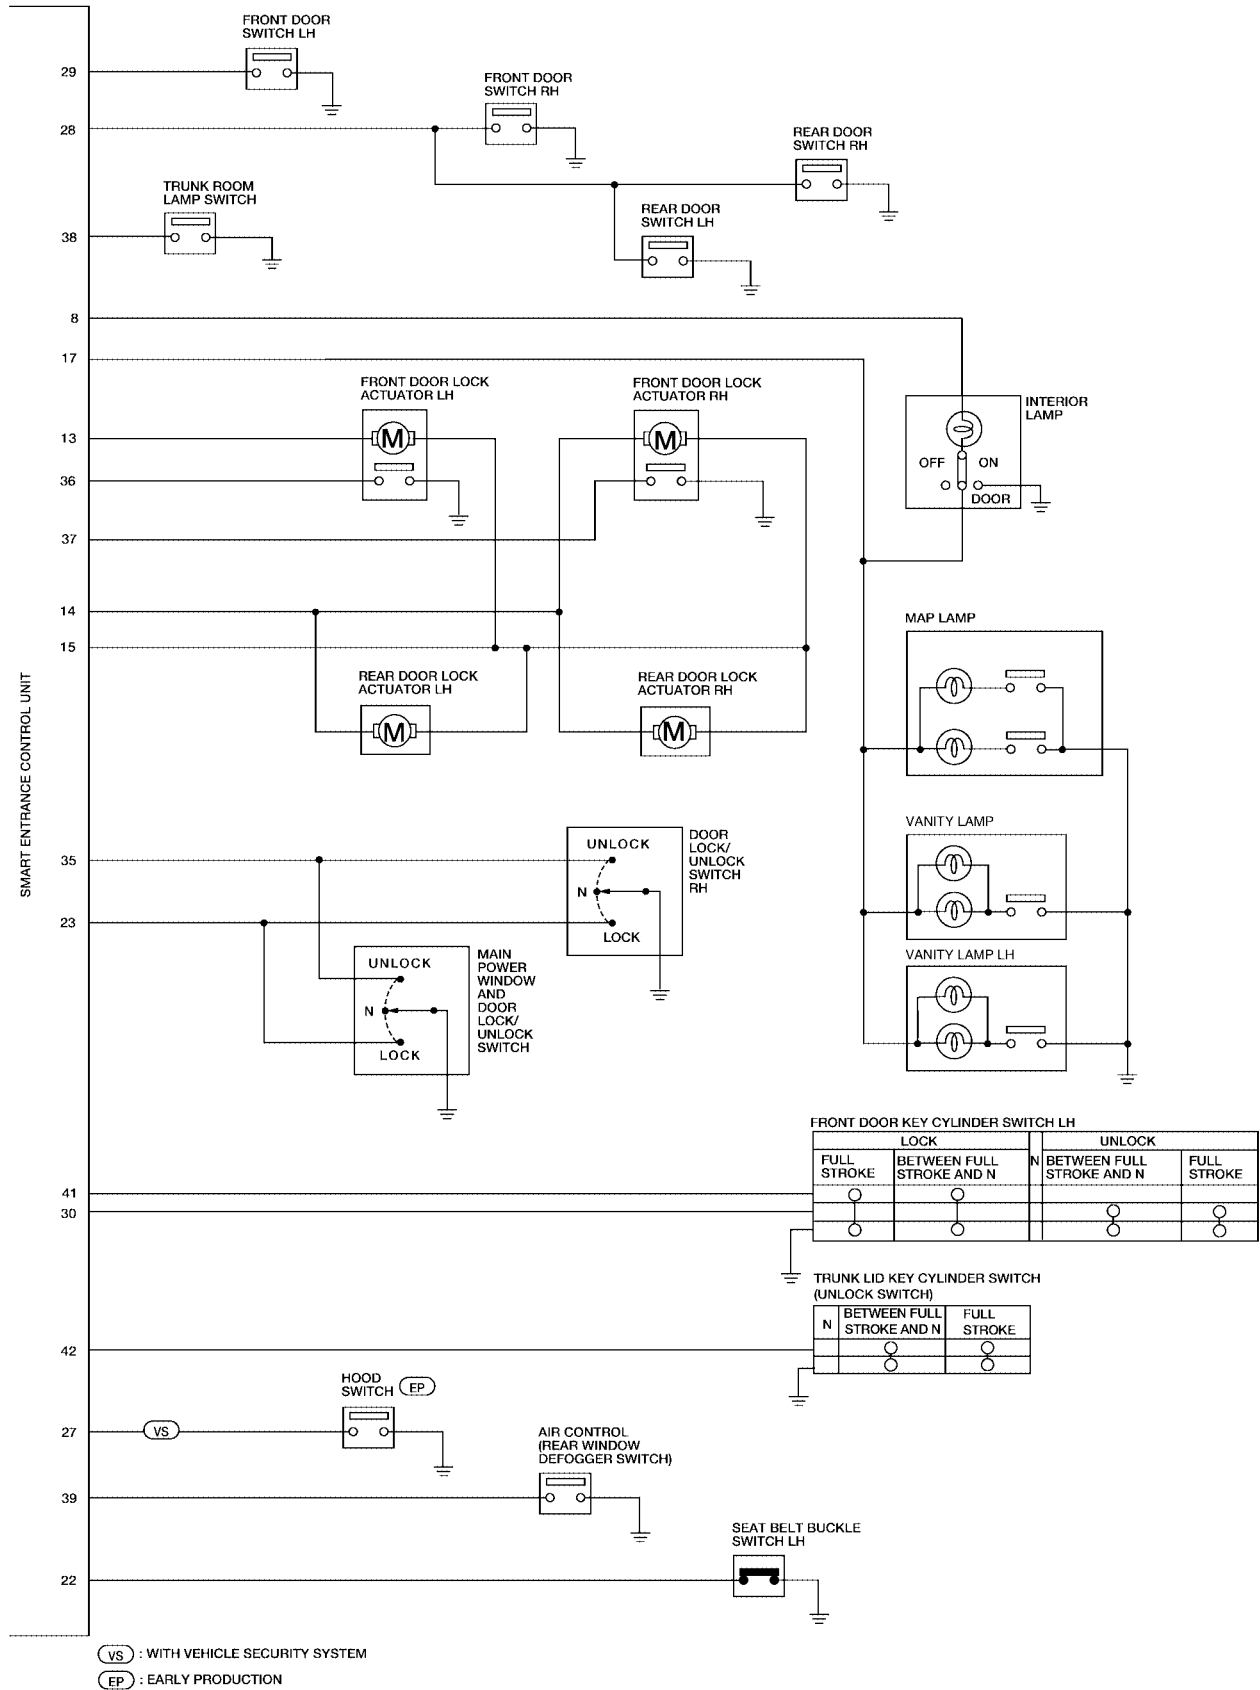 FRONT DOOR
SWITCH LH
29
FRONT DOOR
SWITCH RH
28
REAR DOOR
SWITCH RH
TRUNK ROOM
LAMP SWITCH
REAR DOOR
SWITCH LH
38
8
17
FRONT DOOR LOCK
ACTUATOR LH
FRONT DOOR LOCK
ACTUATOR RH
INTERIOR
LAMP
13
M
M
OFF
ON
DOOR
36
37
14
MAP LAMP
15
REAR DOOR LOCK
ACTUATOR LH
REAR DOOR LOCK
ACTUATOR RH
M
M
SMART ENTRANCE CONTROL UNIT
35
UNLOCK
N
LOCK
DOOR
LOCK/
UNLOCK
SWITCH
RH
VANITY LAMP
23
UNLOCK
N
LOCK
MAIN
POWER
WINDOW
AND
DOOR
LOCK/
UNLOCK
SWITCH
VANITY LAMP LH
FRONT DOOR KEY CYLINDER SWITCH LH
LOCK
UNLOCK
FULL
STROKE
BETWEEN FULL
STROKE AND N
N
BETWEEN FULL
STROKE AND N
FULL
STROKE
41
30
TRUNK LID KEY CYLINDER SWITCH
(UNLOCK SWITCH)
N
BETWEEN FULL
STROKE AND N
FULL
STROKE
42
HOOD
SWITCH
EP
27
VS
AIR CONTROL
(REAR WINDOW
DEFOGGER SWITCH)
39
SEAT BELT BUCKLE
SWITCH LH
22
VS : WITH VEHICLE SECURITY SYSTEM
EP : EARLY PRODUCTION